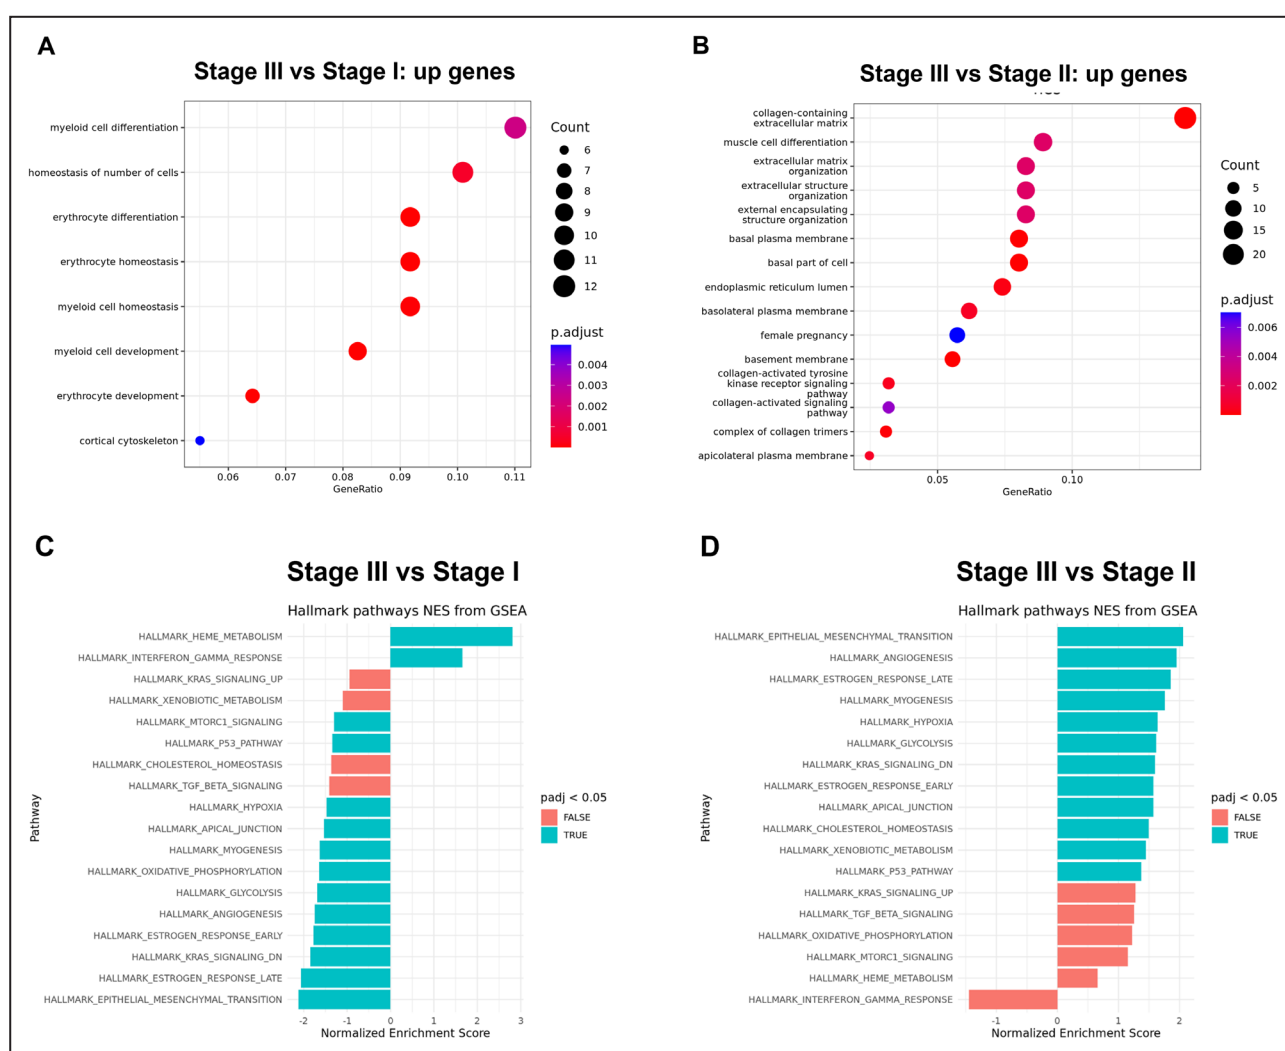 A
Stage III vs Stage I: up genes
myeloid cell differentiation
homeostasis of number of cells
erythrocyte differentiation
erythrocyte homeostasis
myeloid cell homeostasis
myeloid cell development
erythrocyte development
cortical cytoskeleton
0.06 0.07 0.08 0.09 0.10 0.11
GeneRatio
Count
6
7
8
9
10
11
12
p.adjust
0.004
0.003
0.002
0.001
B
Stage III vs Stage II: up genes
collagen-containing
extracellular matrix
muscle cell differentiation
extracellular matrix
organization
extracellular structure
organization
external encapsulating
structure organization
basal plasma membrane
basal part of cell
endoplasmic reticulum lumen
basolateral plasma membrane
female pregnancy
basement membrane
collagen-activated tyrosine
kinase receptor signaling
pathway
collagen-activated signaling
pathway
complex of collagen trimers
apicolateral plasma membrane
0.05 0.10
GeneRatio
Count
5
10
15
20
p.adjust
0.006
0.004
0.002
C
Stage III vs Stage I
Hallmark pathways NES from GSEA
Pathway
HALLMARK_HEME_METABOLISM
HALLMARK_INTERFERON_GAMMA_RESPONSE
HALLMARK_KRAS_SIGNALING_UP
HALLMARK_XENOBIOTIC_METABOLISM
HALLMARK_MTORC1_SIGNALING
HALLMARK_P53_PATHWAY
HALLMARK_CHOLESTEROL_HOMEOSTASIS
HALLMARK_TGF_BETA_SIGNALING
HALLMARK_HYPOXIA
HALLMARK_APICAL_JUNCTION
HALLMARK_MYOGENESIS
HALLMARK_OXIDATIVE_PHOSPHORYLATION
HALLMARK_GLYCOLYSIS
HALLMARK_ANGIOGENESIS
HALLMARK_ESTROGEN_RESPONSE_EARLY
HALLMARK_KRAS_SIGNALING_DN
HALLMARK_ESTROGEN_RESPONSE_LATE
HALLMARK_EPITHELIAL_MESENCHYMAL_TRANSITION
-2 -1 0 1 2 3
Normalized Enrichment Score
padj < 0.05
FALSE
TRUE
D
Stage III vs Stage II
Hallmark pathways NES from GSEA
Pathway
HALLMARK_EPITHELIAL_MESENCHYMAL_TRANSITION
HALLMARK_ANGIOGENESIS
HALLMARK_ESTROGEN_RESPONSE_LATE
HALLMARK_MYOGENESIS
HALLMARK_HYPOXIA
HALLMARK_GLYCOLYSIS
HALLMARK_KRAS_SIGNALING_DN
HALLMARK_ESTROGEN_RESPONSE_EARLY
HALLMARK_APICAL_JUNCTION
HALLMARK_CHOLESTEROL_HOMEOSTASIS
HALLMARK_XENOBIOTIC_METABOLISM
HALLMARK_P53_PATHWAY
HALLMARK_KRAS_SIGNALING_UP
HALLMARK_TGF_BETA_SIGNALING
HALLMARK_OXIDATIVE_PHOSPHORYLATION
HALLMARK_MTORC1_SIGNALING
HALLMARK_HEME_METABOLISM
HALLMARK_INTERFERON_GAMMA_RESPONSE
-1 0 1 2
Normalized Enrichment Score
padj < 0.05
FALSE
TRUE